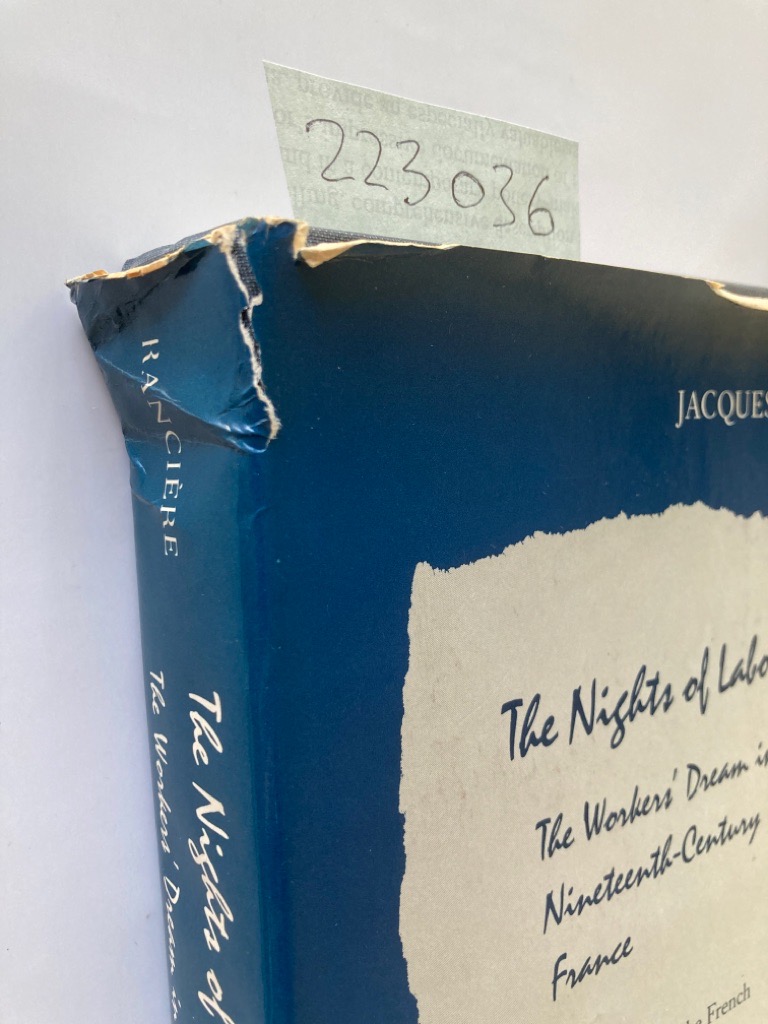 223036
JACQUES
RANCIÈRE
The Nights of Labo
The Workers' Dream in
Nineteenth-Century
France
French
The Nights of
The Workers' Dream in